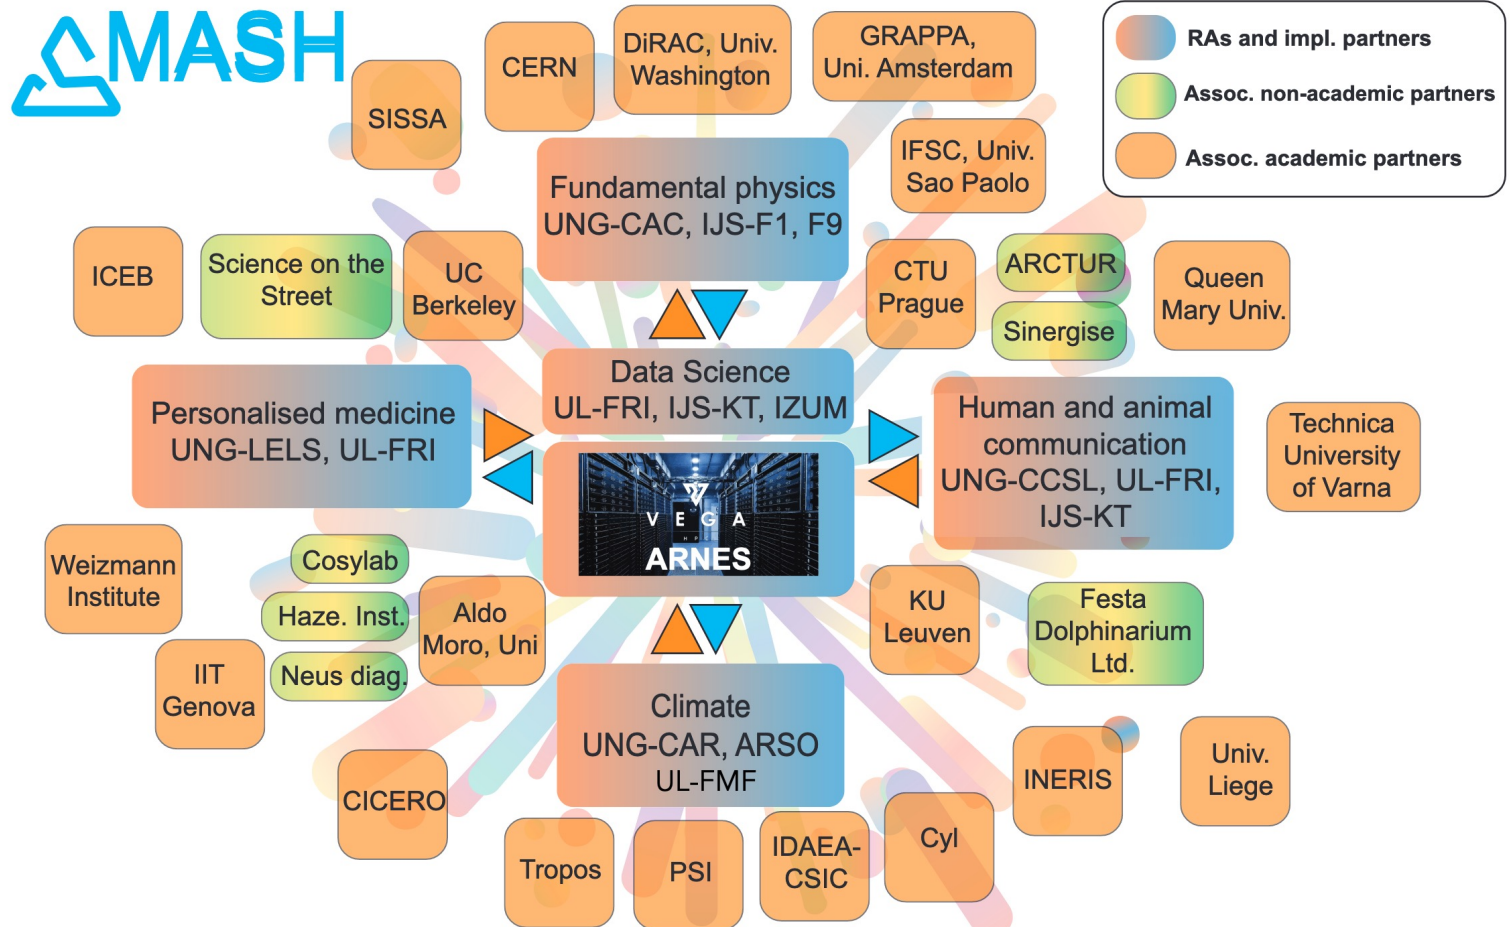 SMASH
RAs and impl. partners
Assoc. non-academic partners
Assoc. academic partners
SISSA
CERN
DiRAC, Univ.
Washington
GRAPPA,
Uni. Amsterdam
IFSC, Univ.
Sao Paolo
Fundamental physics
UNG-CAC, IJS-F1, F9
ICEB
Science on the
Street
UC
Berkeley
CTU
Prague
ARCTUR
Sinergise
Queen
Mary Univ.
Data Science
UL-FRI, IJS-KT, IZUM
Personalised medicine
UNG-LELS, UL-FRI
Human and animal
communication
UNG-CCSL, UL-FRI,
IJS-KT
Technica
University
of Varna
VEGA
HP
ARNES
Weizmann
Institute
Cosylab
Haze. Inst.
Neus diag.
Aldo
Moro, Uni
IIT
Genova
KU
Leuven
Festa
Dolphinarium
Ltd.
Climate
UNG-CAR, ARSO
UL-FMF
CICERO
Tropos
PSI
IDAEA-
CSIC
Cyl
INERIS
Univ.
Liege